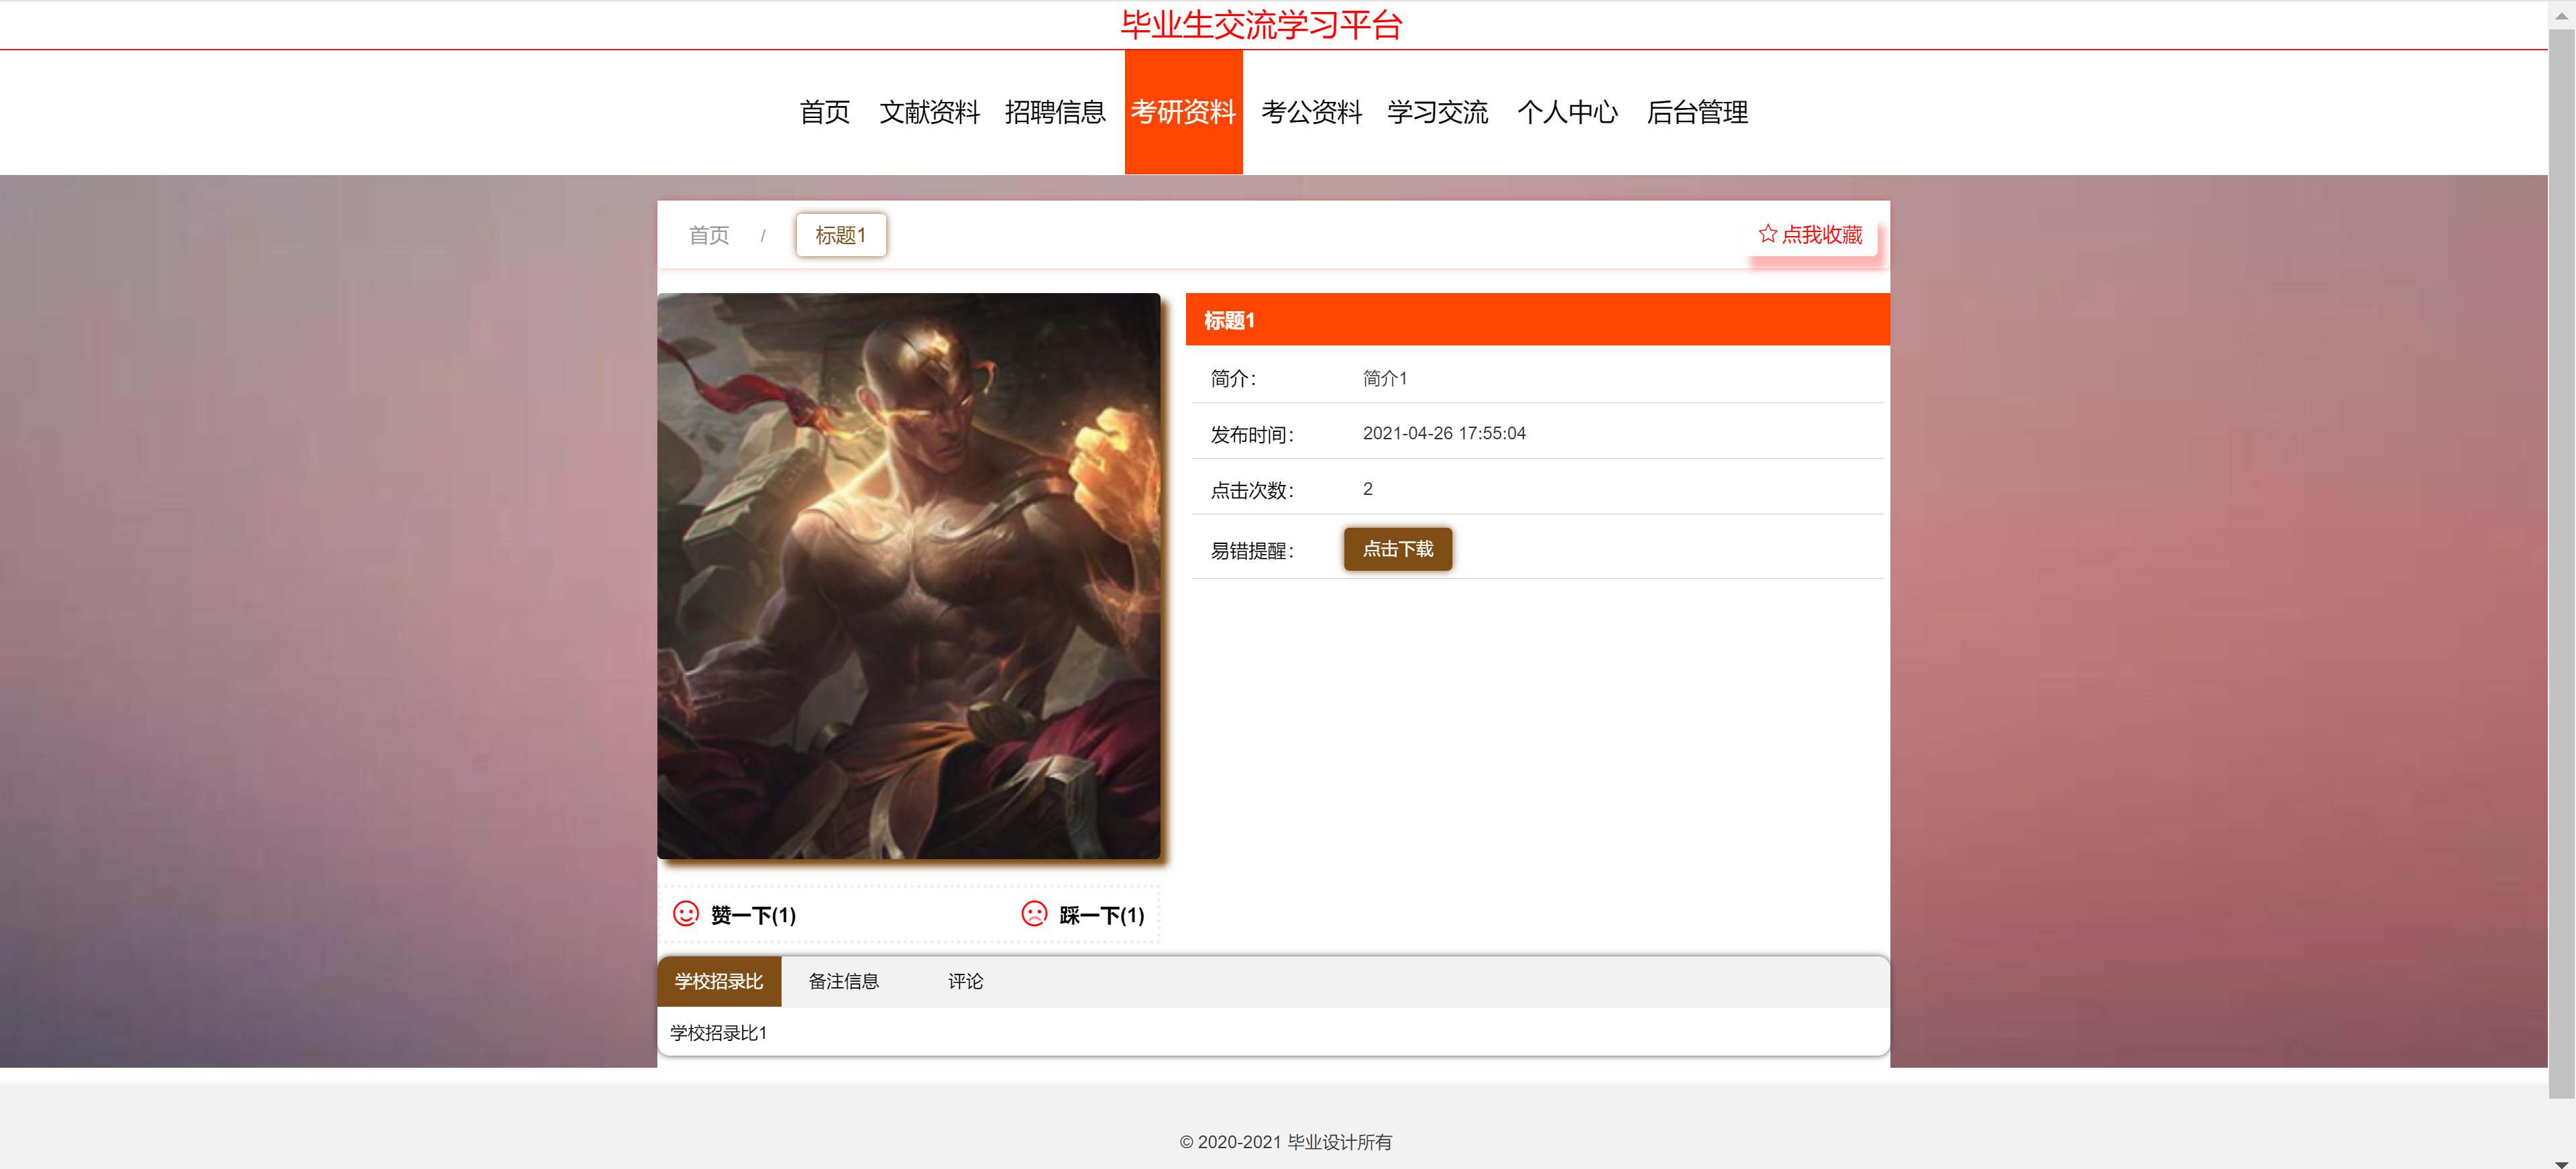 毕业生交流学习平台
首页 文献资料 招聘信息 考研资料 考公资料 学习交流 个人中心 后台管理
首页 / 标题1 点我收藏
标题1
简介： 简介1
发布时间： 2021-04-26 17:55:04
点击次数： 2
易错提醒： 点击下载
赞一下(1) 踩一下(1)
学校招录比 备注信息 评论
学校招录比1
© 2020-2021 毕业设计所有